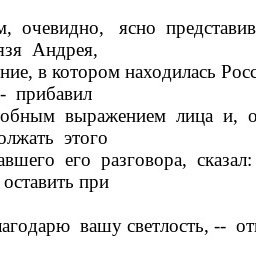 м, очевидно, ясно представив
язя Андрея,
ние, в котором находилась Росс
- прибавил
обным выражением лица и, о
олжать этого
авшего его разговора, сказал:
оставить при
лагодарю вашу светлость, -- от